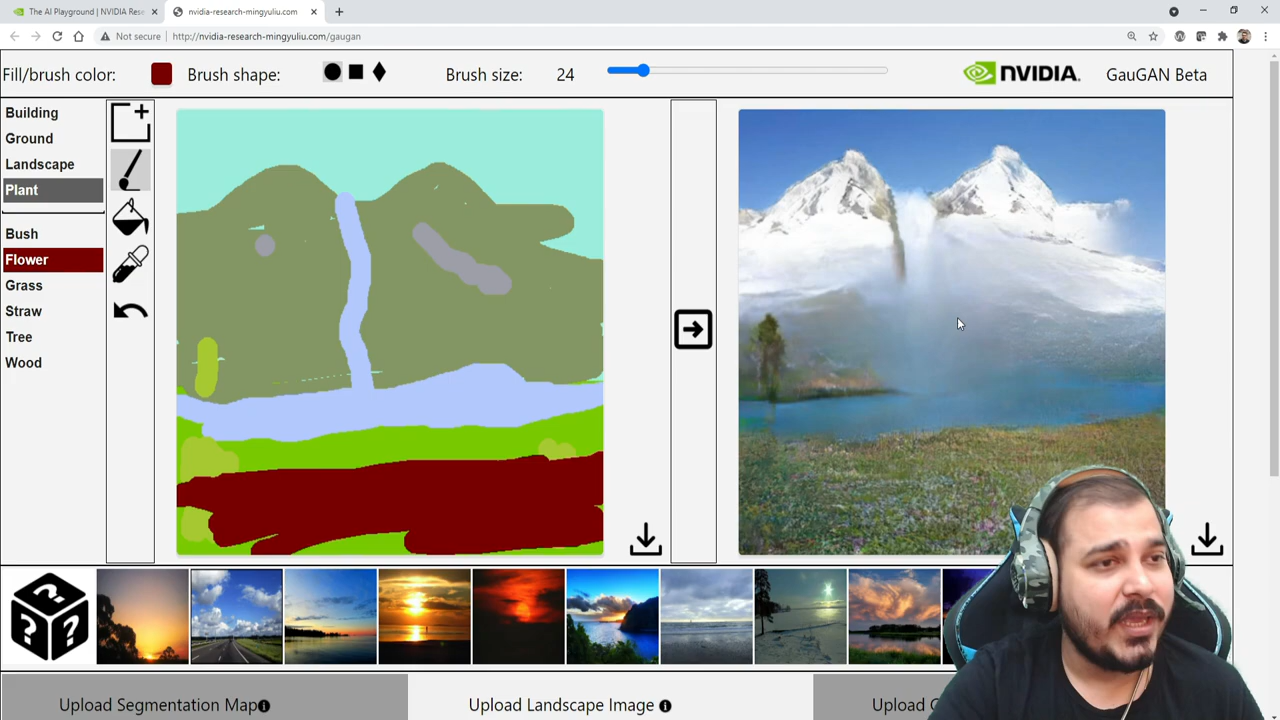 The AI Playground | NVIDIA Rese
nvidia-research-mingyuliu.com/
Not secure | http://nvidia-research-mingyuliu.com/gaugan
Fill/brush color: Brush shape: Brush size: 24 NVIDIA. GauGAN Beta
Building
Ground
Landscape
Plant
Bush
Flower
Grass
Straw
Tree
Wood
Upload Segmentation Map Upload Landscape Image Upload